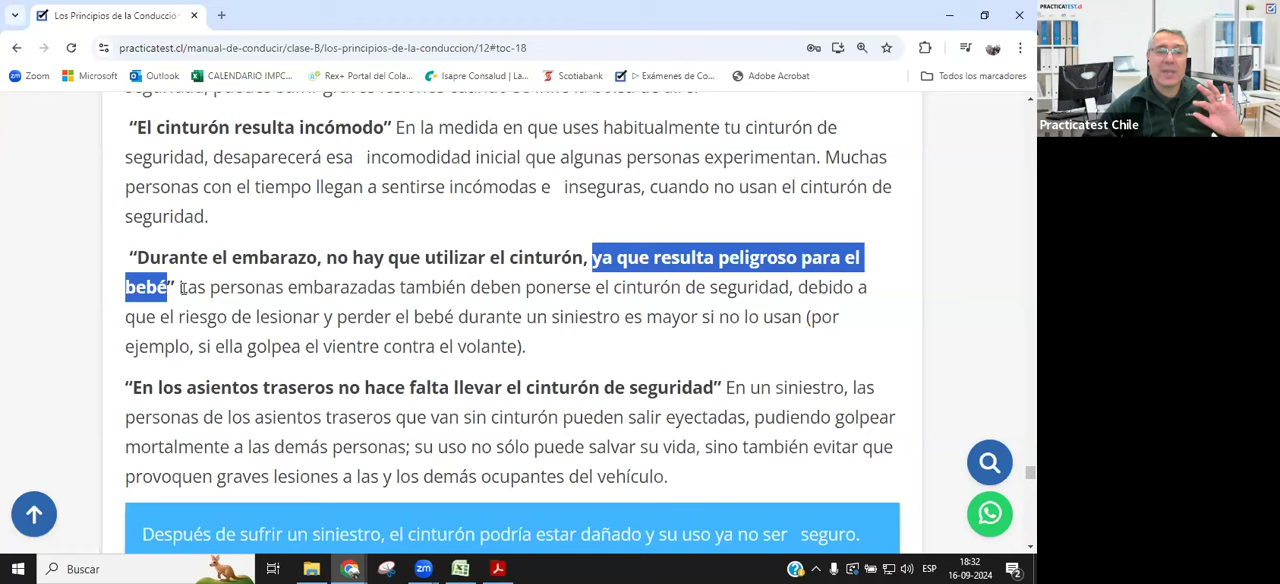 Los Principios de la Conducción
practicatest.cl/manual-de-conducir/clase-B/los-principios-de-la-conduccion/12#toc-18
Zoom
Microsoft
Outlook
CALENDARIO IMPC...
Rex+ Portal del Cola...
Isapre Consalud | La...
Scotiabank
▷ Exámenes de Co...
Adobe Acrobat
Todos los marcadores
PRACTICATEST.cl
Practicatest Chile
“El cinturón resulta incómodo” En la medida en que uses habitualmente tu cinturón de
seguridad, desaparecerá esa incomodidad inicial que algunas personas experimentan. Muchas
personas con el tiempo llegan a sentirse incómodas e inseguras, cuando no usan el cinturón de
seguridad.
“Durante el embarazo, no hay que utilizar el cinturón, ya que resulta peligroso para el
bebé” Las personas embarazadas también deben ponerse el cinturón de seguridad, debido a
que el riesgo de lesionar y perder el bebé durante un siniestro es mayor si no lo usan (por
ejemplo, si ella golpea el vientre contra el volante).
“En los asientos traseros no hace falta llevar el cinturón de seguridad” En un siniestro, las
personas de los asientos traseros que van sin cinturón pueden salir eyectadas, pudiendo golpear
mortalmente a las demás personas; su uso no sólo puede salvar su vida, sino también evitar que
provoquen graves lesiones a las y los demás ocupantes del vehículo.
Después de sufrir un siniestro, el cinturón podría estar dañado y su uso ya no ser seguro.
Buscar
ESP
18:32
16-09-2024
2